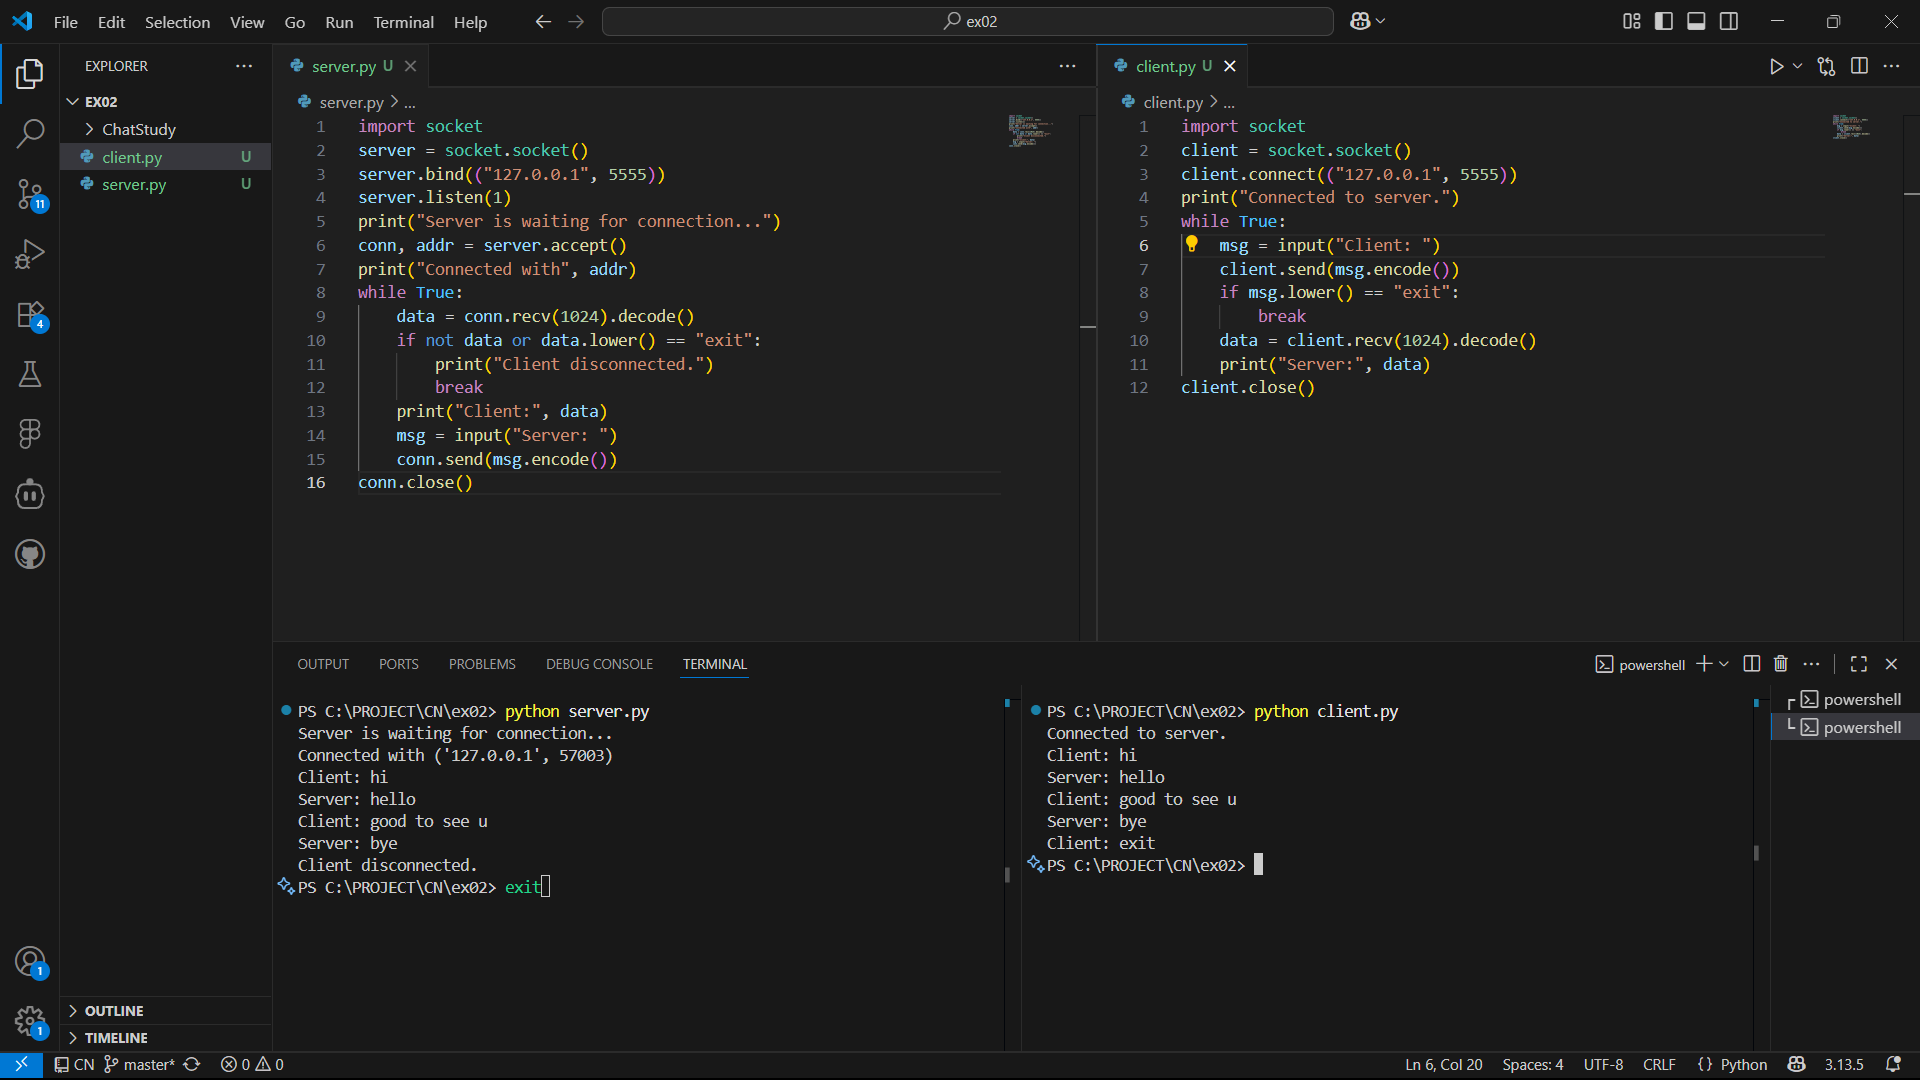 File Edit Selection View Go Run Terminal Help
ex02
EXPLORER
EX02
ChatStudy
client.py U
server.py U
11
4
1
1
OUTLINE
TIMELINE
server.py U
server.py > ...
1 import socket
2 server = socket.socket()
3 server.bind(("127.0.0.1", 5555))
4 server.listen(1)
5 print("Server is waiting for connection...")
6 conn, addr = server.accept()
7 print("Connected with", addr)
8 while True:
9     data = conn.recv(1024).decode()
10     if not data or data.lower() == "exit":
11         print("Client disconnected.")
12         break
13     print("Client:", data)
14     msg = input("Server: ")
15     conn.send(msg.encode())
16 conn.close()
client.py U
client.py > ...
1 import socket
2 client = socket.socket()
3 client.connect(("127.0.0.1", 5555))
4 print("Connected to server.")
5 while True:
6     msg = input("Client: ")
7     client.send(msg.encode())
8     if msg.lower() == "exit":
9         break
10     data = client.recv(1024).decode()
11     print("Server:", data)
12 client.close()
OUTPUT PORTS PROBLEMS DEBUG CONSOLE TERMINAL
powershell
PS C:\PROJECT\CN\ex02> python server.py
Server is waiting for connection...
Connected with ('127.0.0.1', 57003)
Client: hi
Server: hello
Client: good to see u
Server: bye
Client disconnected.
PS C:\PROJECT\CN\ex02> exit
PS C:\PROJECT\CN\ex02> python client.py
Connected to server.
Client: hi
Server: hello
Client: good to see u
Server: bye
Client: exit
PS C:\PROJECT\CN\ex02>
powershell
powershell
CN master* 0 0
Ln 6, Col 20 Spaces: 4 UTF-8 CRLF {} Python 3.13.5